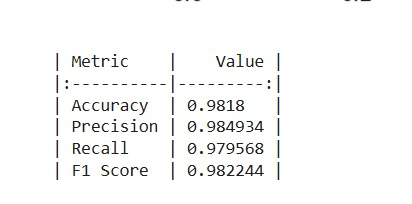 | Metric    |    Value |
|:----------|---------:|
| Accuracy  | 0.9818   |
| Precision | 0.984934 |
| Recall    | 0.979568 |
| F1 Score  | 0.982244 |